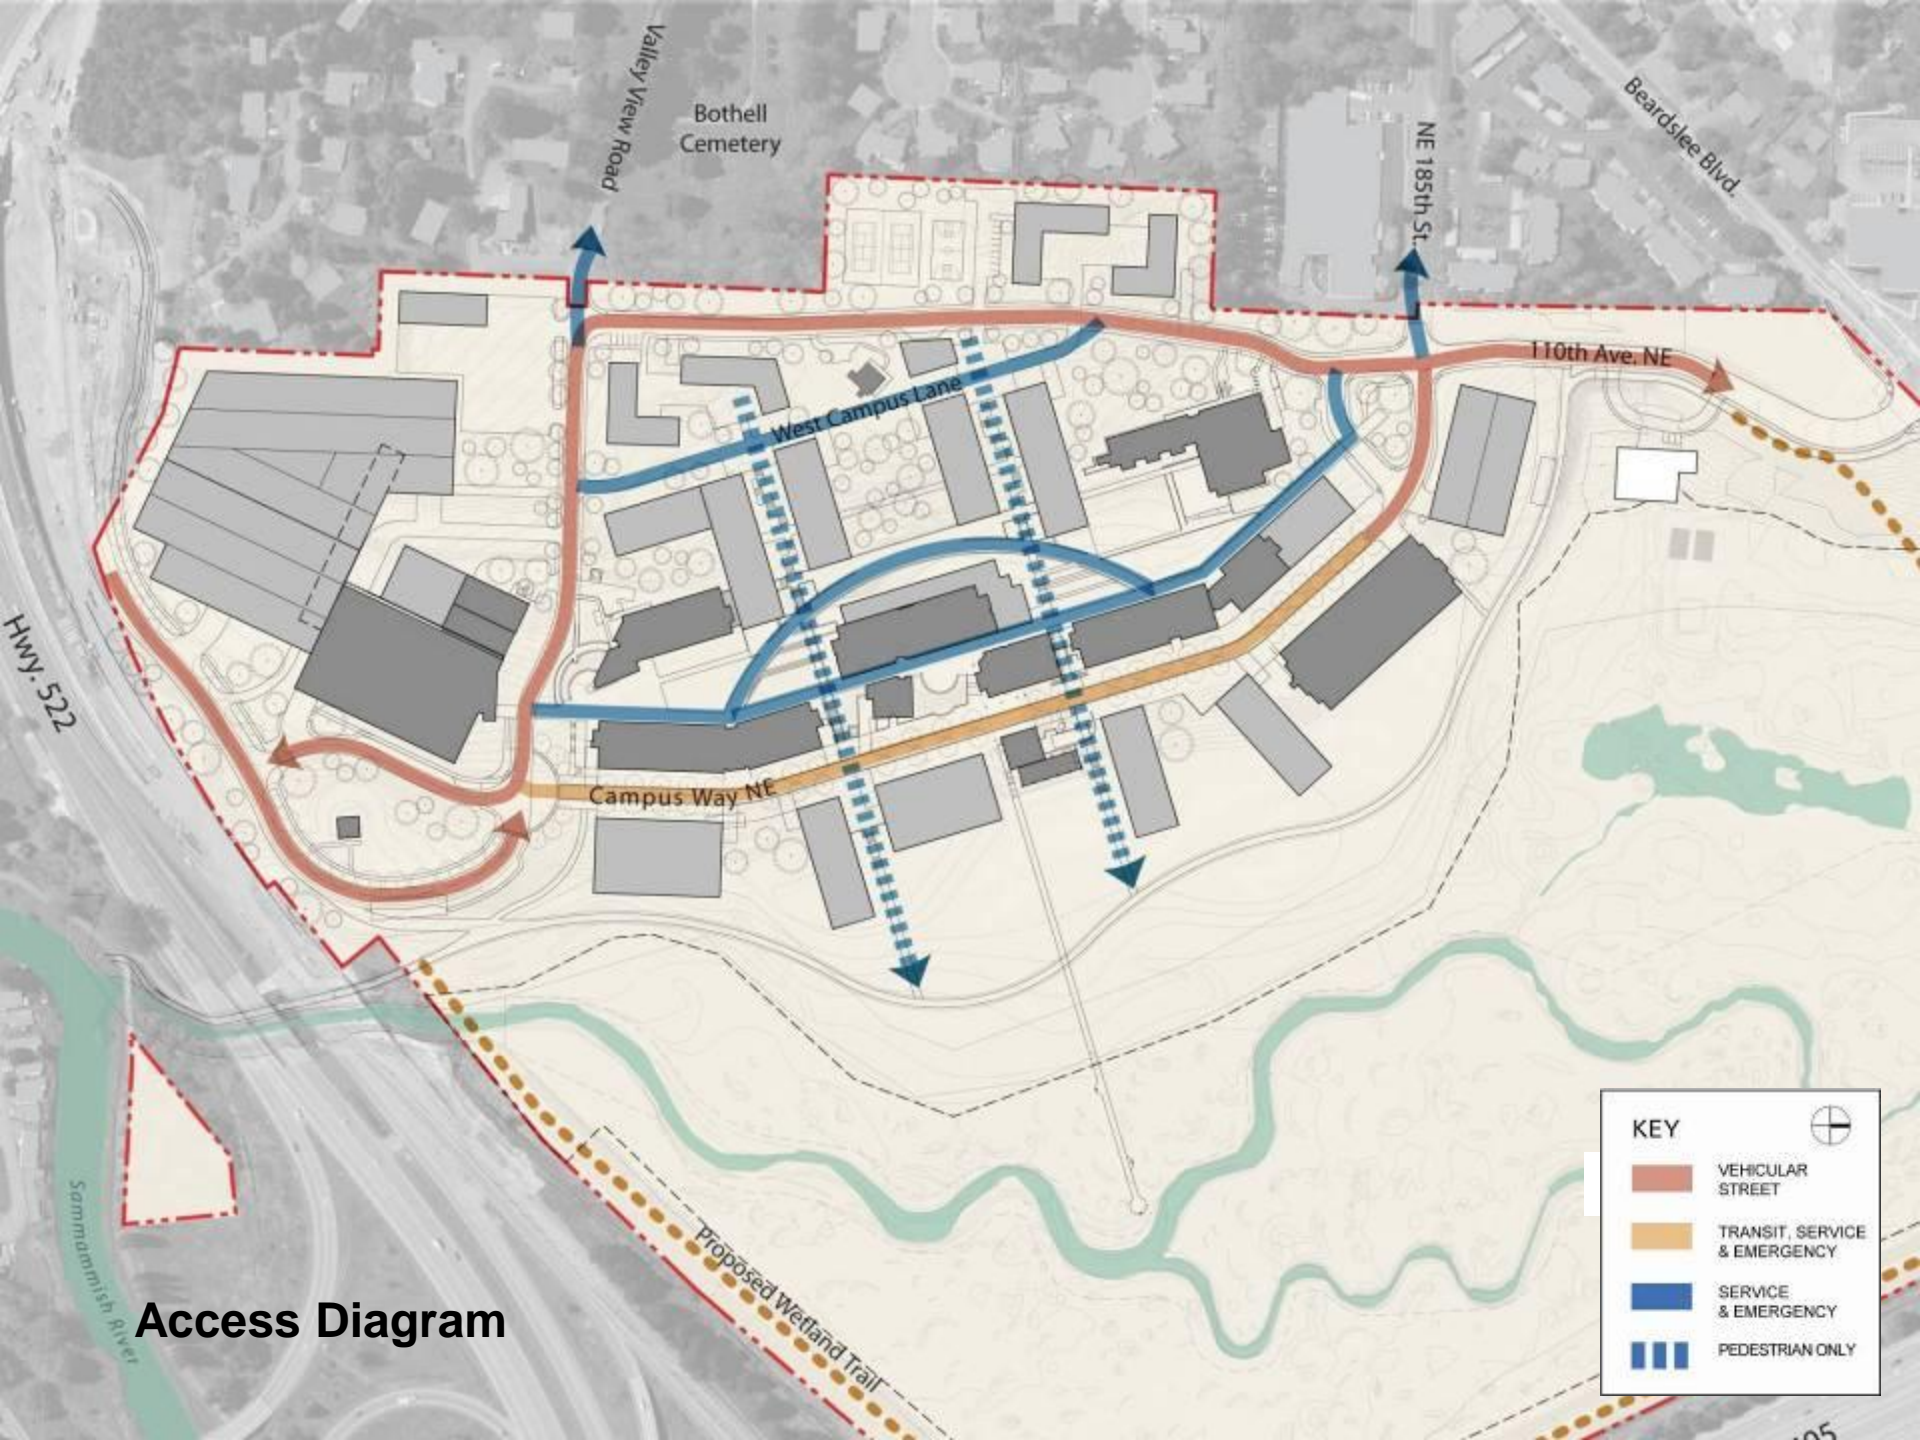 Valley View Road
Bothell
Cemetery
NE 185th St.
Beardslee Blvd.
110th Ave. NE
West Campus Lane
Hwy. 522
Campus Way NE
KEY
VEHICULAR
STREET
TRANSIT, SERVICE
& EMERGENCY
SERVICE
& EMERGENCY
PEDESTRIAN ONLY
Sammammish River
Access Diagram
Proposed Wetland Trail